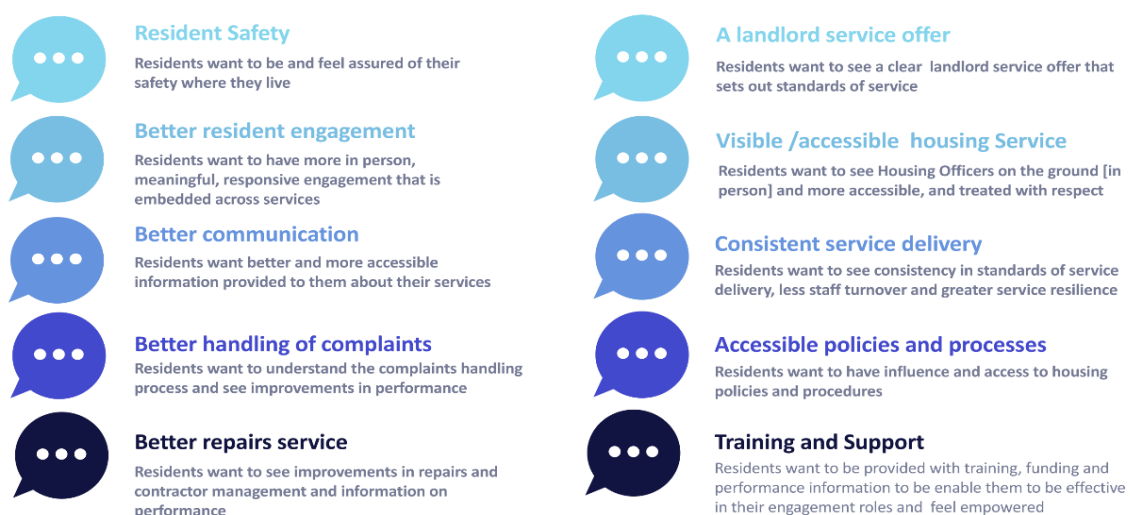 Resident Safety
Residents want to be and feel assured of their
safety where they live
Better resident engagement
Residents want to have more in person,
meaningful, responsive engagement that is
embedded across services
Better communication
Residents want better and more accessible
information provided to them about their services
Better handling of complaints
Residents want to understand the complaints handling
process and see improvements in performance
Better repairs service
Residents want to see improvements in repairs and
contractor management and information on
performance
A landlord service offer
Residents want to see a clear landlord service offer that
sets out standards of service
Visible /accessible housing Service
Residents want to see Housing Officers on the ground [in
person] and more accessible, and treated with respect
Consistent service delivery
Residents want to see consistency in standards of service
delivery, less staff turnover and greater service resilience
Accessible policies and processes
Residents want to have influence and access to housing
policies and procedures
Training and Support
Residents want to be provided with training, funding and
performance information to be enable them to be effective
in their engagement roles and feel empowered